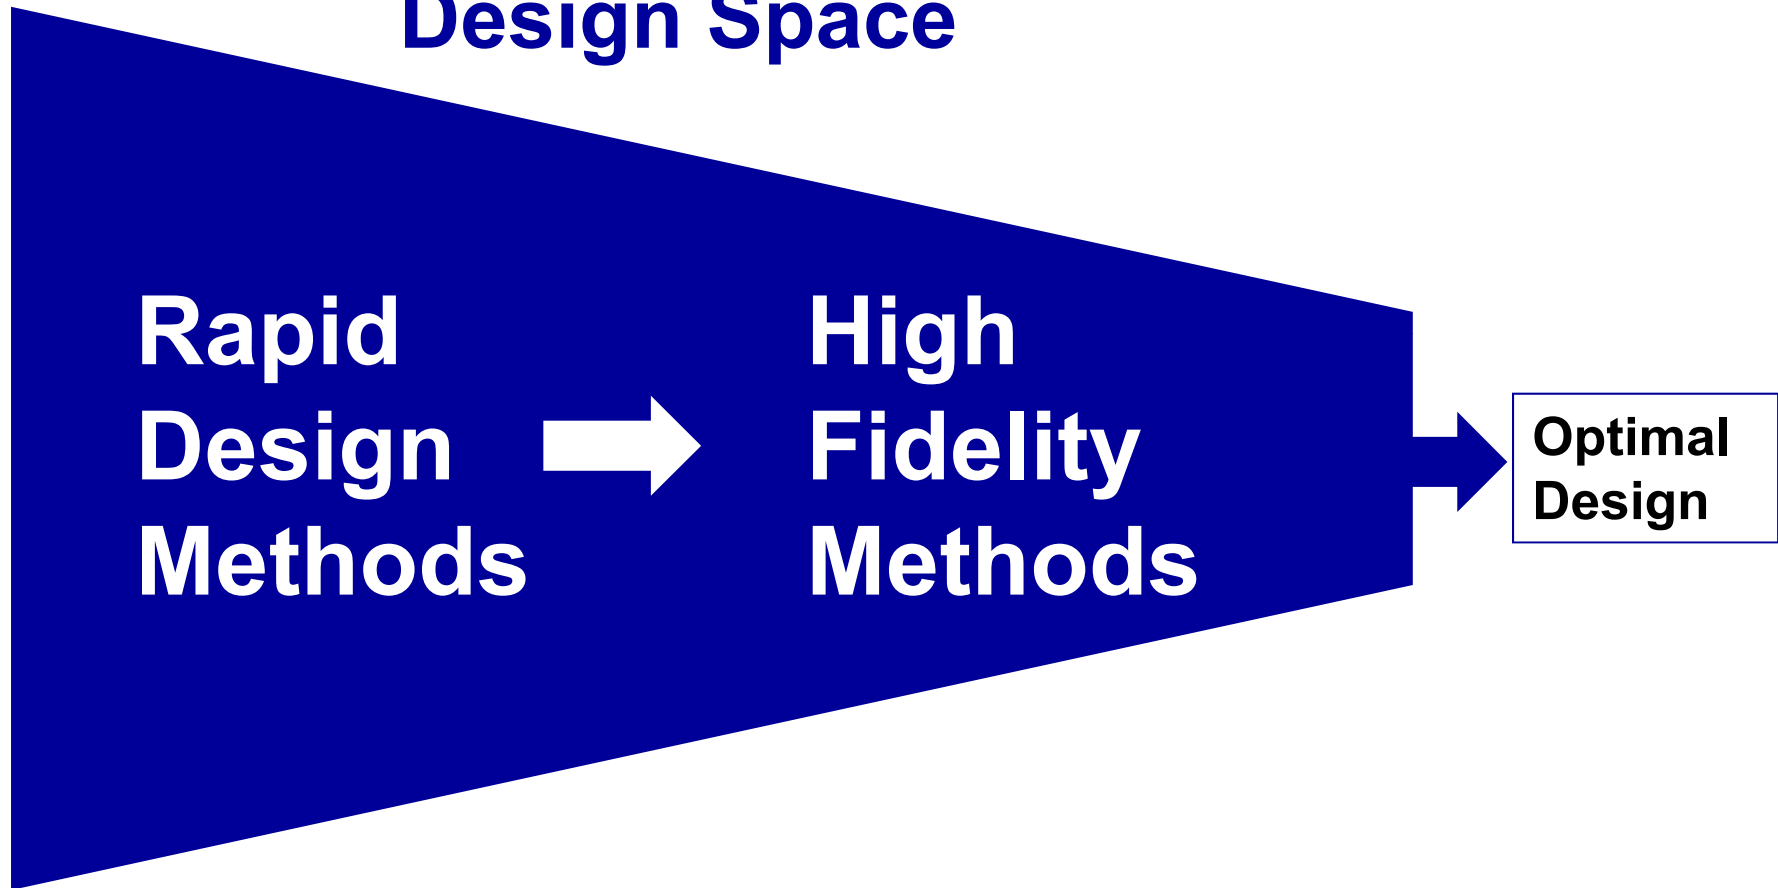 Design Space
Rapid
Design
Methods
High
Fidelity
Methods
Optimal
Design